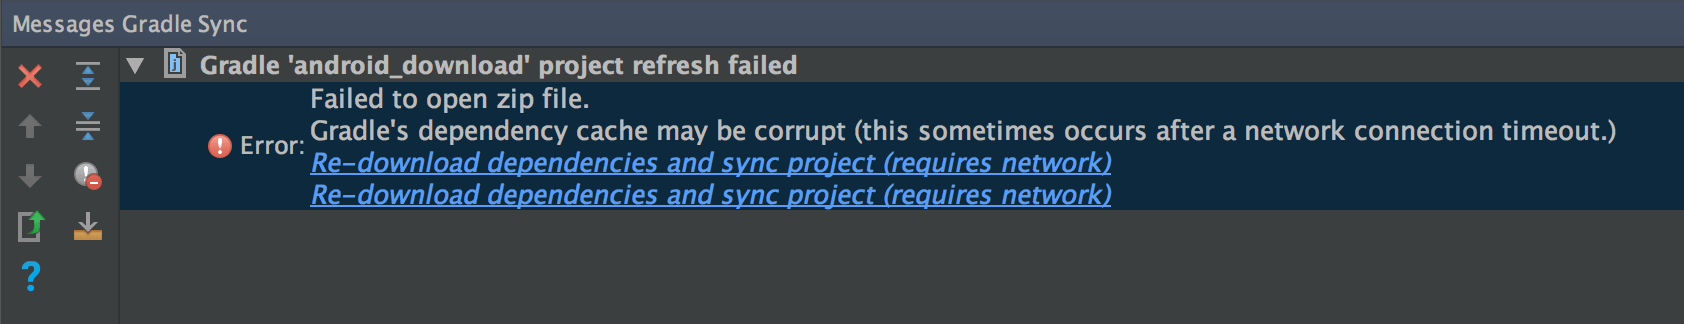 Messages Gradle Sync
Gradle 'android_download' project refresh failed
Failed to open zip file.
Gradle's dependency cache may be corrupt (this sometimes occurs after a network connection timeout.)
Error:
Re-download dependencies and sync project (requires network)
Re-download dependencies and sync project (requires network)